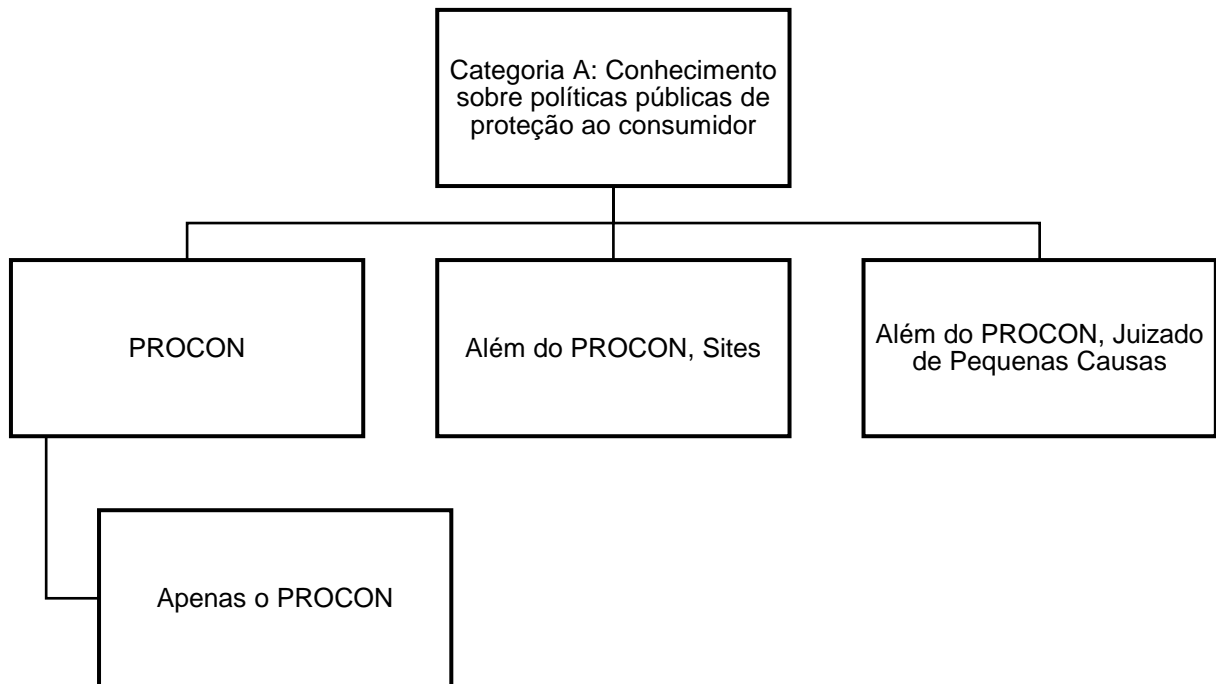 Categoria A: Conhecimento
sobre políticas públicas de
proteção ao consumidor
PROCON
Além do PROCON, Sites
Além do PROCON, Juizado
de Pequenas Causas
Apenas o PROCON